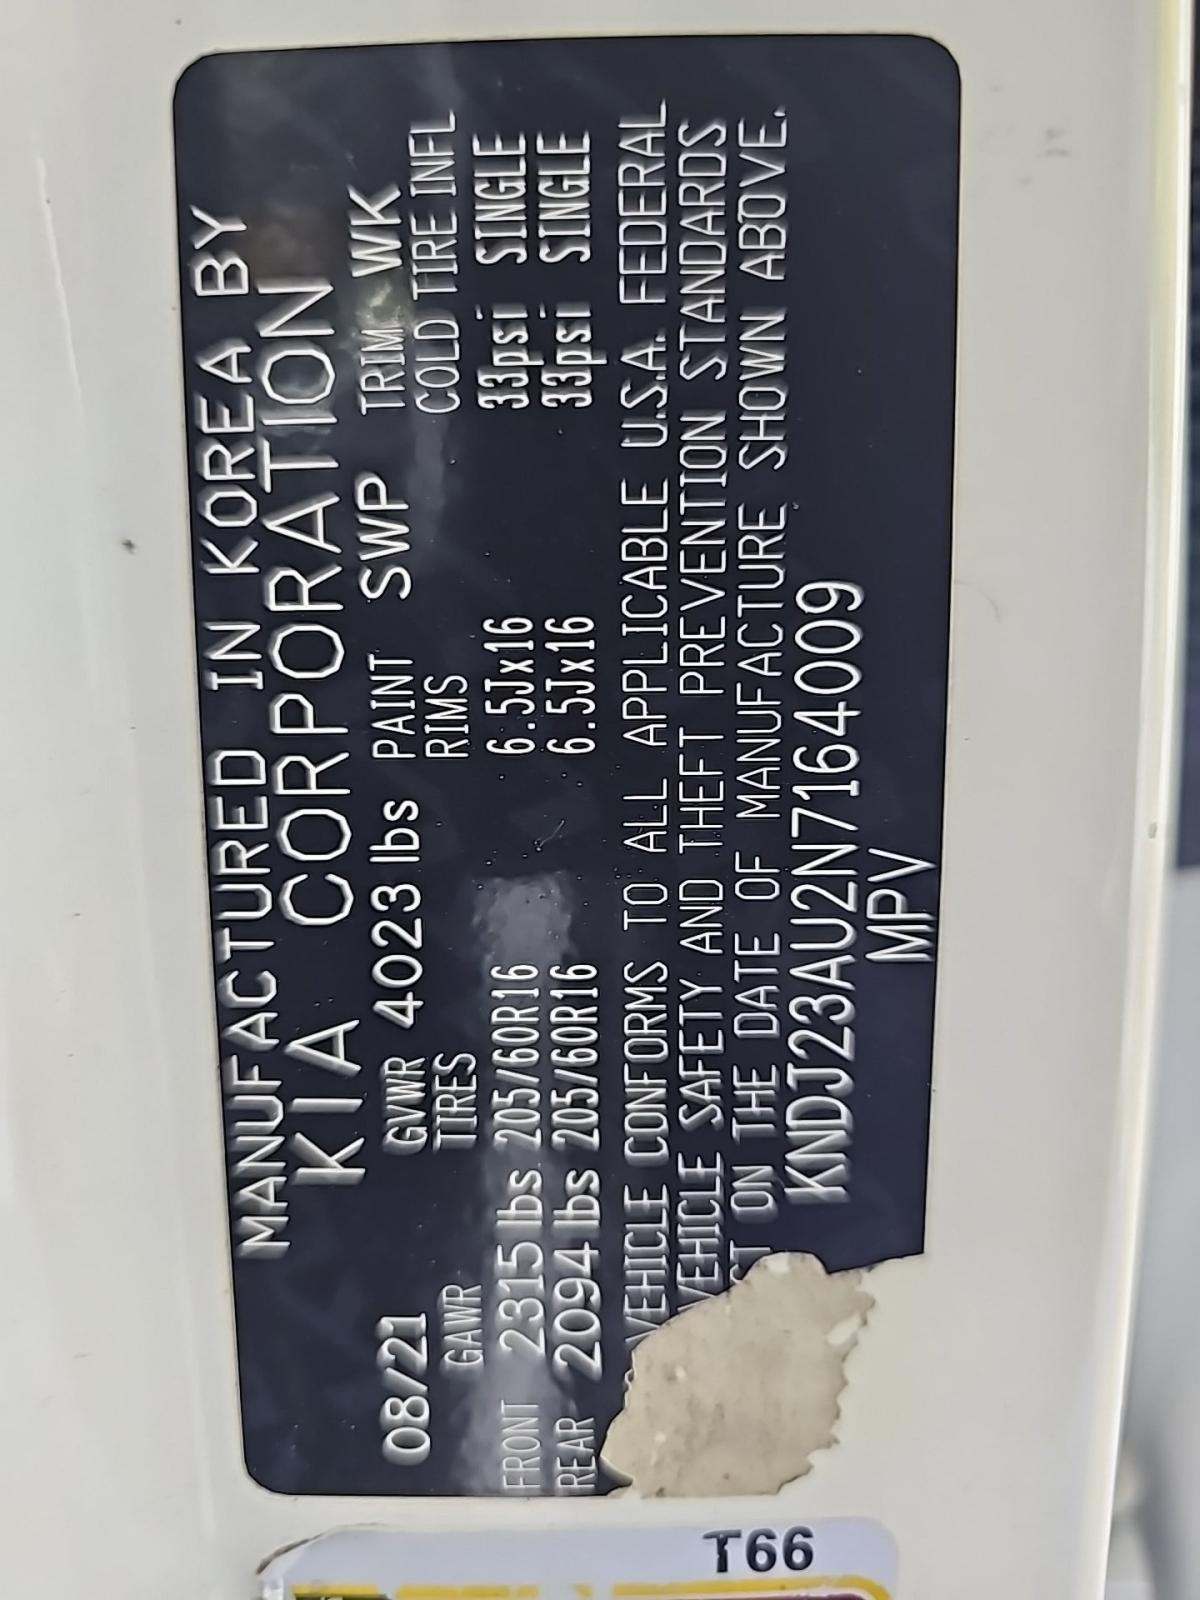 MANUFACTURED IN KOREA BY
KIA CORPORATION
08/21 GVWR 4023 lbs PAINT SWP TRIM WK
GAWR TIRES RIMS COLD TIRE INFL
FRONT 2315 lbs 205/60R16 6.5Jx16 33psi SINGLE
REAR 2094 lbs 205/60R16 6.5Jx16 33psi SINGLE
VEHICLE CONFORMS TO ALL APPLICABLE U.S.A. FEDERAL
VEHICLE SAFETY AND THEFT PREVENTION STANDARDS
ON THE DATE OF MANUFACTURE SHOWN ABOVE.
KNDJ23AU2N7164009
MPV
T66